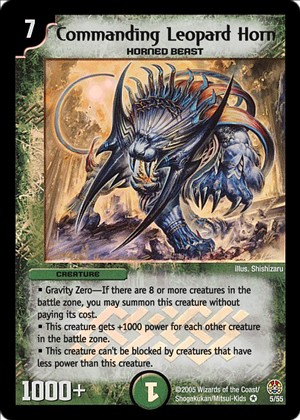 7
Commanding Leopard Horn
HORNED BEAST
Illus. Shishizaru
CREATURE
▪ Gravity Zero—If there are 8 or more creatures in the
battle zone, you may summon this creature without
paying its cost.
▪ This creature gets +1000 power for each other creature
in the battle zone.
▪ This creature can't be blocked by creatures that have
less power than this creature.
1000+
1
©2005 Wizards of the Coast/
Shogakukan/Mitsui-Kids ✪ 5/55